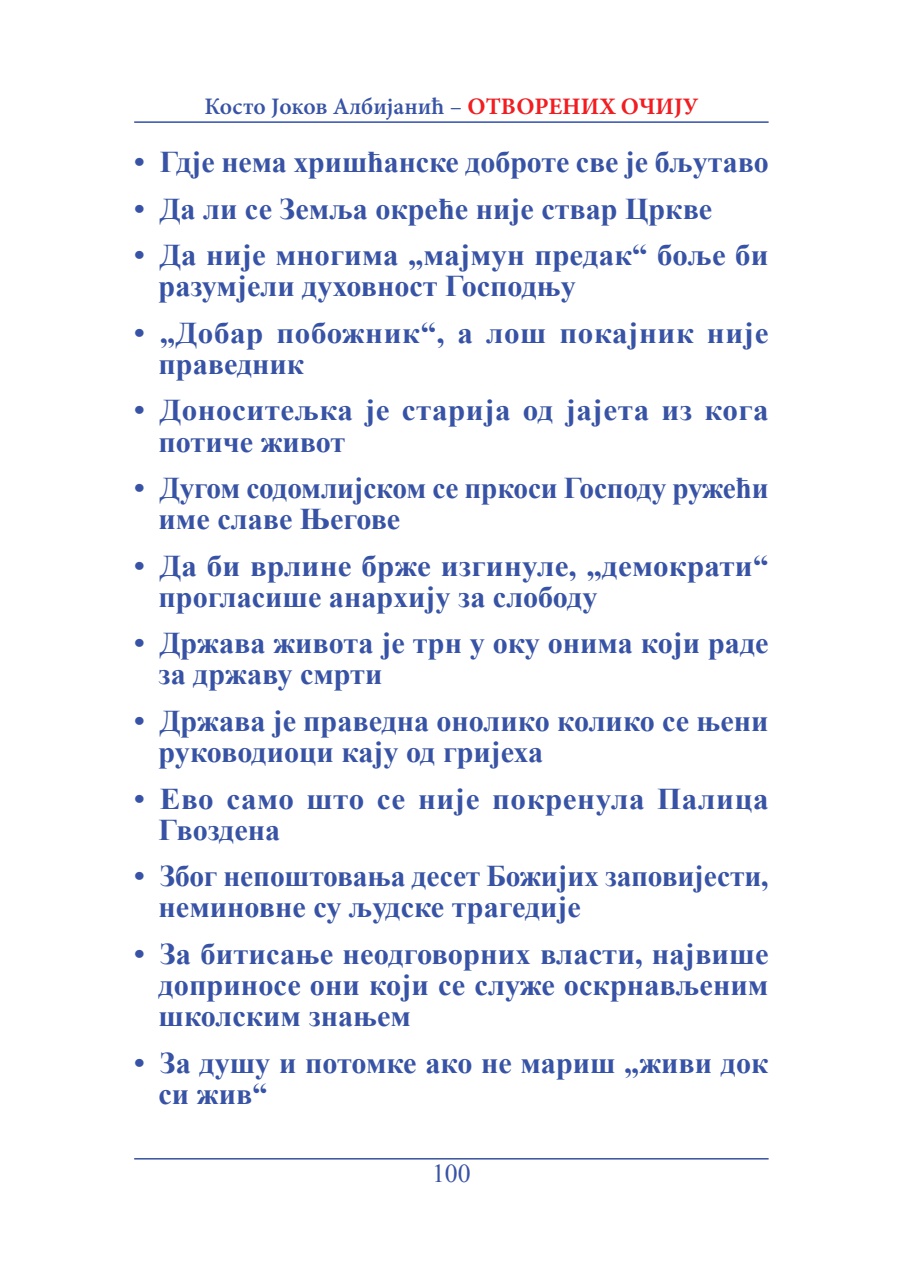 Косто Јоков Албијанић – ОТВОРЕНИХ ОЧИЈУ
• Гдје нема хришћанске доброте све је бљутаво
• Да ли се Земља окреће није ствар Цркве
• Да није многима „мајмун предак“ боље би
разумјели духовност Господњу
• „Добар побожник“, а лош покајник није
праведник
• Доноситељка је старија од јајета из кога
потиче живот
• Дугом содомлијском се пркоси Господу ружећи
име славе Његове
• Да би врлине брже изгинуле, „демократи“
прогласише анархију за слободу
• Држава живота је трн у оку онима који раде
за државу смрти
• Држава је праведна онолико колико се њени
руководиоци кају од гријеха
• Ево само што се није покренула Палица
Гвоздена
• Због непоштовања десет Божијих заповијести,
неминовне су људске трагедије
• За битисање неодговорних власти, највише
доприносе они који се служе оскрнављеним
школским знањем
• За душу и потомке ако не мариш „живи док
си жив“
100